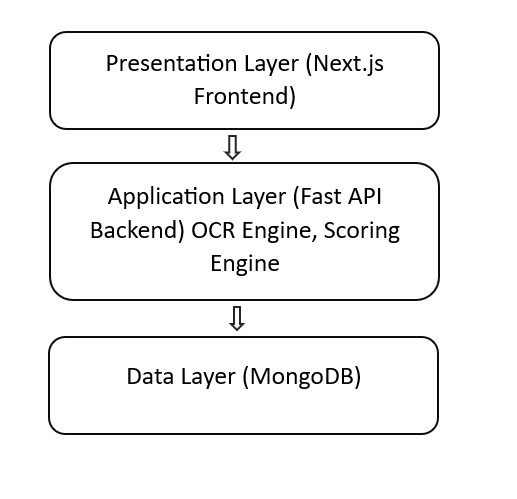 Presentation Layer (Next.js
Frontend)
Application Layer (Fast API
Backend) OCR Engine, Scoring
Engine
Data Layer (MongoDB)